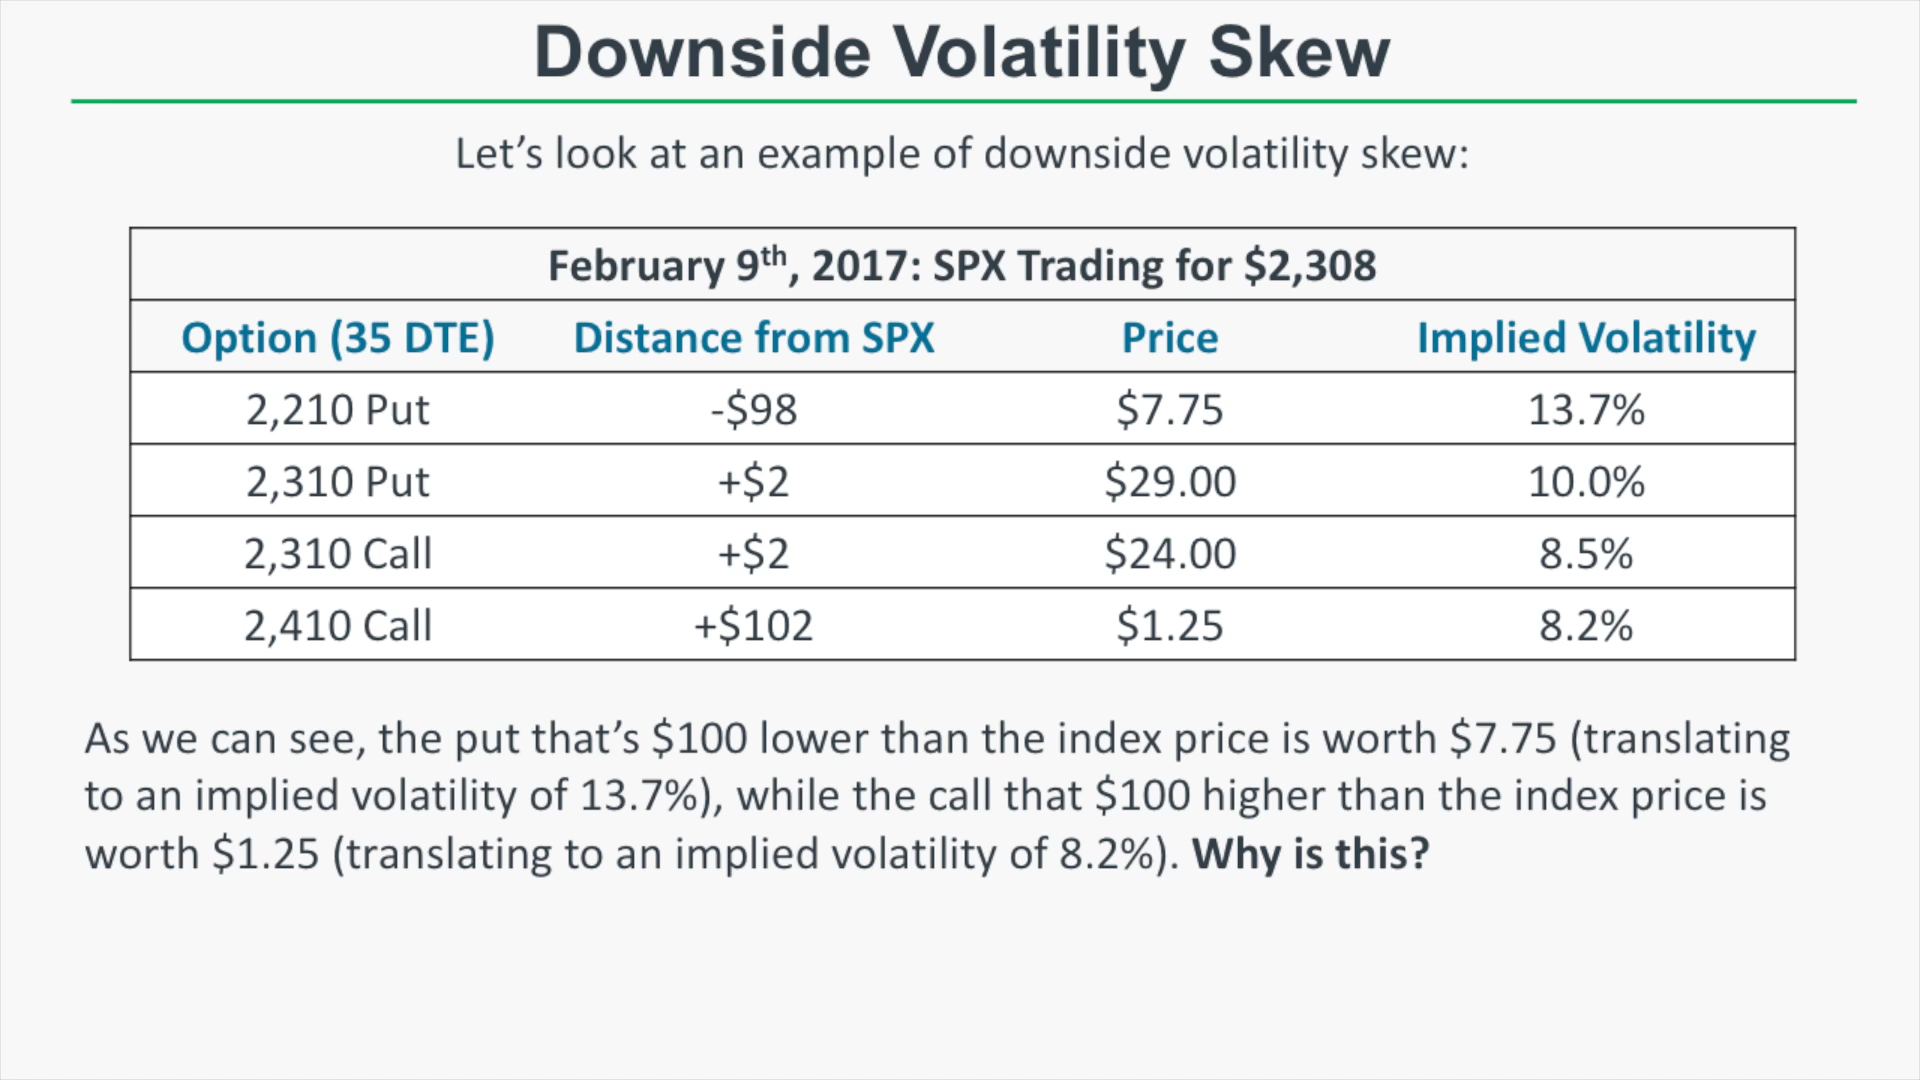 Downside Volatility Skew
Let’s look at an example of downside volatility skew:
February 9th, 2017: SPX Trading for $2,308
Option (35 DTE) Distance from SPX Price Implied Volatility
2,210 Put -$98 $7.75 13.7%
2,310 Put +$2 $29.00 10.0%
2,310 Call +$2 $24.00 8.5%
2,410 Call +$102 $1.25 8.2%
As we can see, the put that’s $100 lower than the index price is worth $7.75 (translating
to an implied volatility of 13.7%), while the call that $100 higher than the index price is
worth $1.25 (translating to an implied volatility of 8.2%). Why is this?